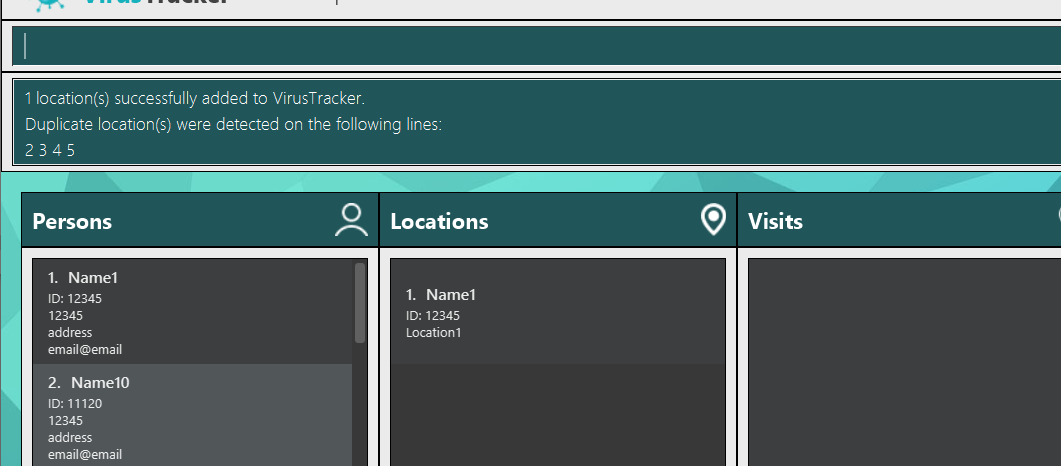 VirusTracker
1 location(s) successfully added to VirusTracker.
Duplicate location(s) were detected on the following lines:
2 3 4 5
Persons
Locations
Visits
1. Name1
ID: 12345
12345
address
email@email
2. Name10
ID: 11120
12345
address
email@email
1. Name1
ID: 12345
Location1